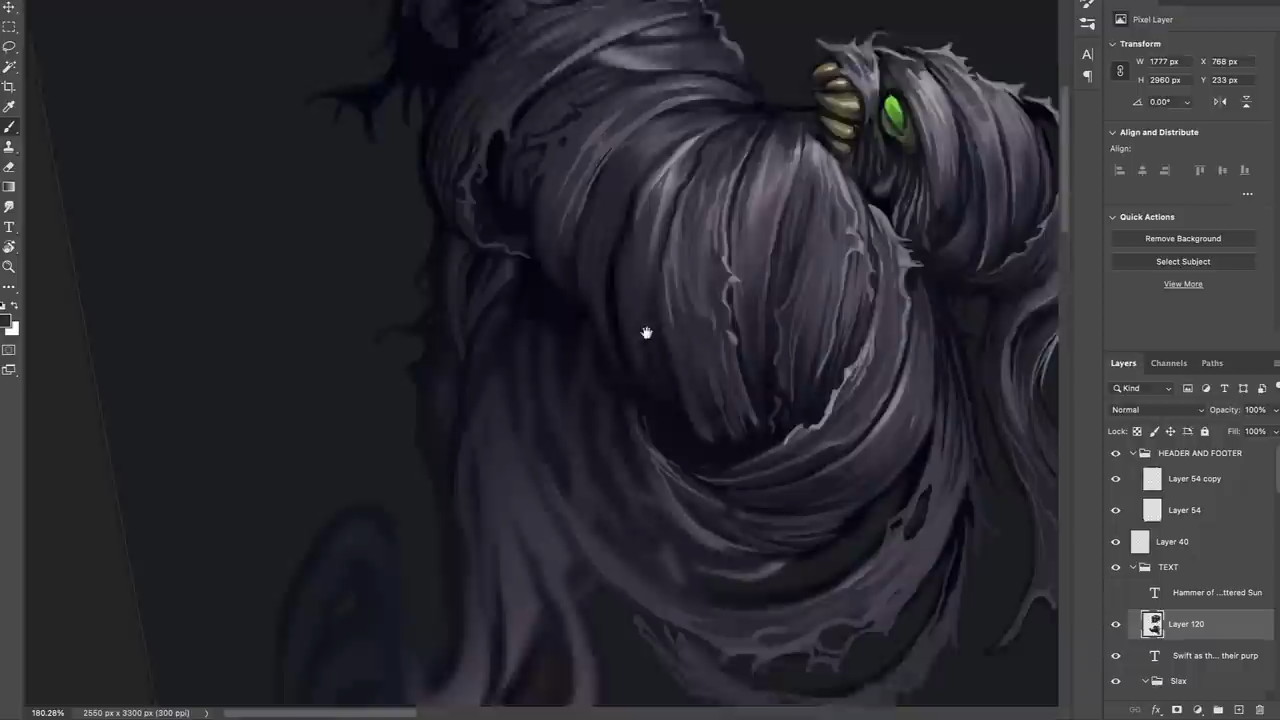 Pixel Layer
Transform
W 1777 px X 768 px
H 2960 px Y 233 px
0.00°
Align and Distribute
Align:
Quick Actions
Remove Background
Select Subject
View More
Layers Channels Paths
Kind
Normal Opacity: 100%
Lock: Fill: 100%
HEADER AND FOOTER
Layer 54 copy
Layer 54
Layer 40
TEXT
Hammer of ...ttered Sun
Layer 120
Swift as th... their purp
Slax
180.28% 2550 px x 3300 px (300 ppi)